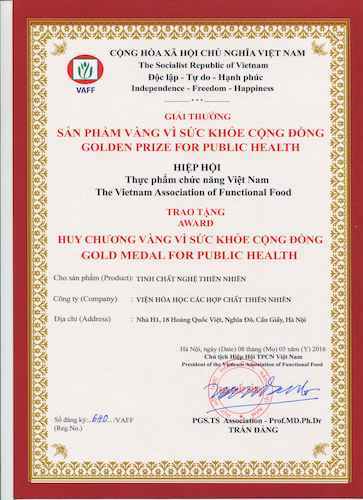 CỘNG HÒA XÃ HỘI CHỦ NGHĨA VIỆT NAM
The Socialist Republic of Vietnam
Độc lập - Tự do - Hạnh phúc
Independence - Freedom - Happiness
VAFF
GIẢI THƯỞNG
SẢN PHẨM VÀNG VÌ SỨC KHỎE CỘNG ĐỒNG
GOLDEN PRIZE FOR PUBLIC HEALTH
HIỆP HỘI
Thực phẩm chức năng Việt Nam
The Vietnam Association of Functional Food
TRAO TẶNG
AWARD
HUY CHƯƠNG VÀNG VÌ SỨC KHỎE CỘNG ĐỒNG
GOLD MEDAL FOR PUBLIC HEALTH
Cho sản phẩm (Product): TINH CHẤT NGHỆ THIÊN NHIÊN
Công ty (Company) : VIỆN HÓA HỌC CÁC HỢP CHẤT THIÊN NHIÊN
Địa chỉ (Address) : Nhà H1, 18 Hoàng Quốc Việt, Nghĩa Đô, Cầu Giấy, Hà Nội
Hà Nội, ngày (Date) 08 tháng (Mo) 03 năm (Y) 2016
Chủ tịch Hiệp Hội TPCN Việt Nam
President of the Vietnam Association of Functional Food
Số đăng ký: 640 /VAFF
(Reg.No.)
PGS.TS Association - Prof.MD.Ph.Dr
TRẦN ĐÁNG